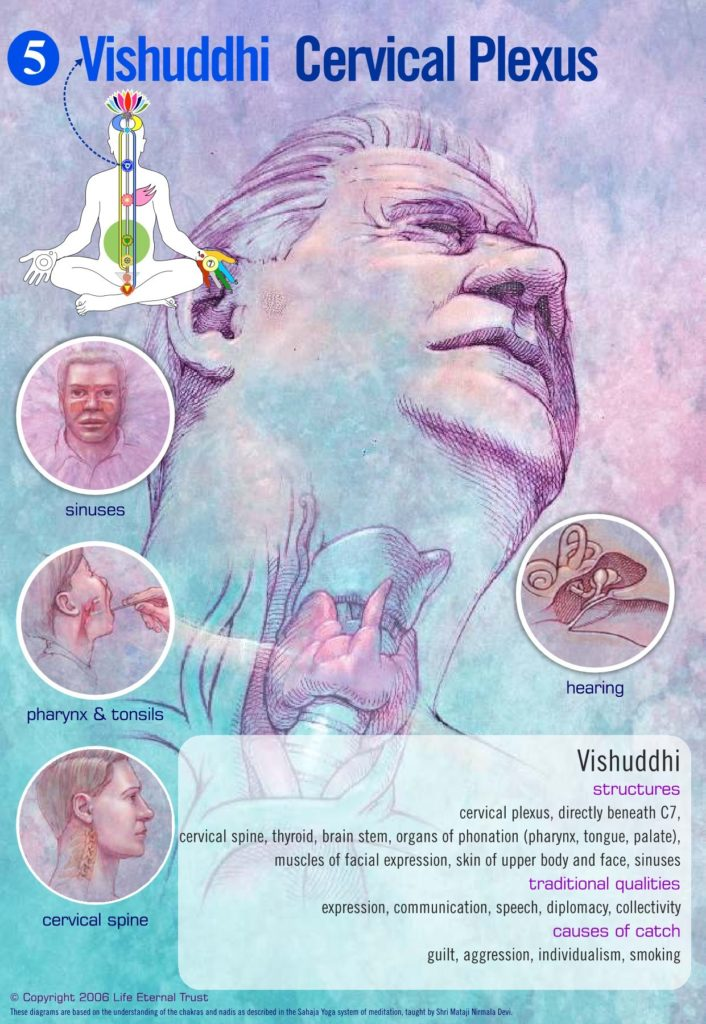 5 Vishuddhi Cervical Plexus
7
sinuses
pharynx & tonsils
hearing
cervical spine
Vishuddhi
structures
cervical plexus, directly beneath C7,
cervical spine, thyroid, brain stem, organs of phonation (pharynx, tongue, palate),
muscles of facial expression, skin of upper body and face, sinuses
traditional qualities
expression, communication, speech, diplomacy, collectivity
causes of catch
guilt, aggression, individualism, smoking
© Copyright 2006 Life Eternal Trust
These diagrams are based on the understanding of the chakras and nadis as described in the Sahaja Yoga system of meditation, taught by Shri Mataji Nirmala Devi.